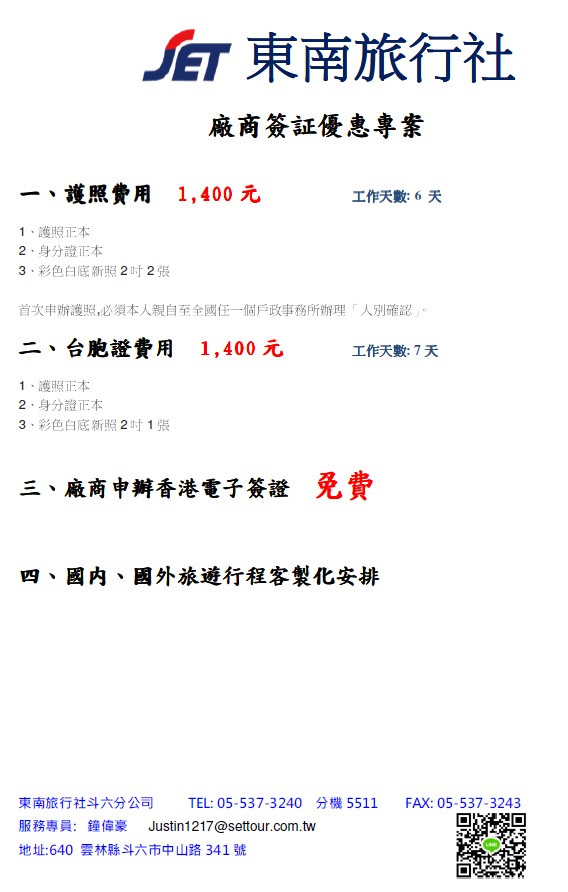 SET 東南旅行社
廠商簽証優惠專案
一、護照費用 1,400 元 工作天數: 6 天
1、護照正本
2、身分證正本
3、彩色白底新照 2 吋 2 張
首次申辦護照,必須本人親自至全國任一個戶政事務所辦理「人別確認」。
二、台胞證費用 1,400 元 工作天數: 7 天
1、護照正本
2、身分證正本
3、彩色白底新照 2 吋 1 張
三、廠商申辦香港電子簽證 免費
四、國內、國外旅遊行程客製化安排
東南旅行社斗六分公司 TEL: 05-537-3240 分機 5511 FAX: 05-537-3243
服務專員: 鐘偉豪 Justin1217@settour.com.tw
地址:640 雲林縣斗六市中山路 341 號
LINE